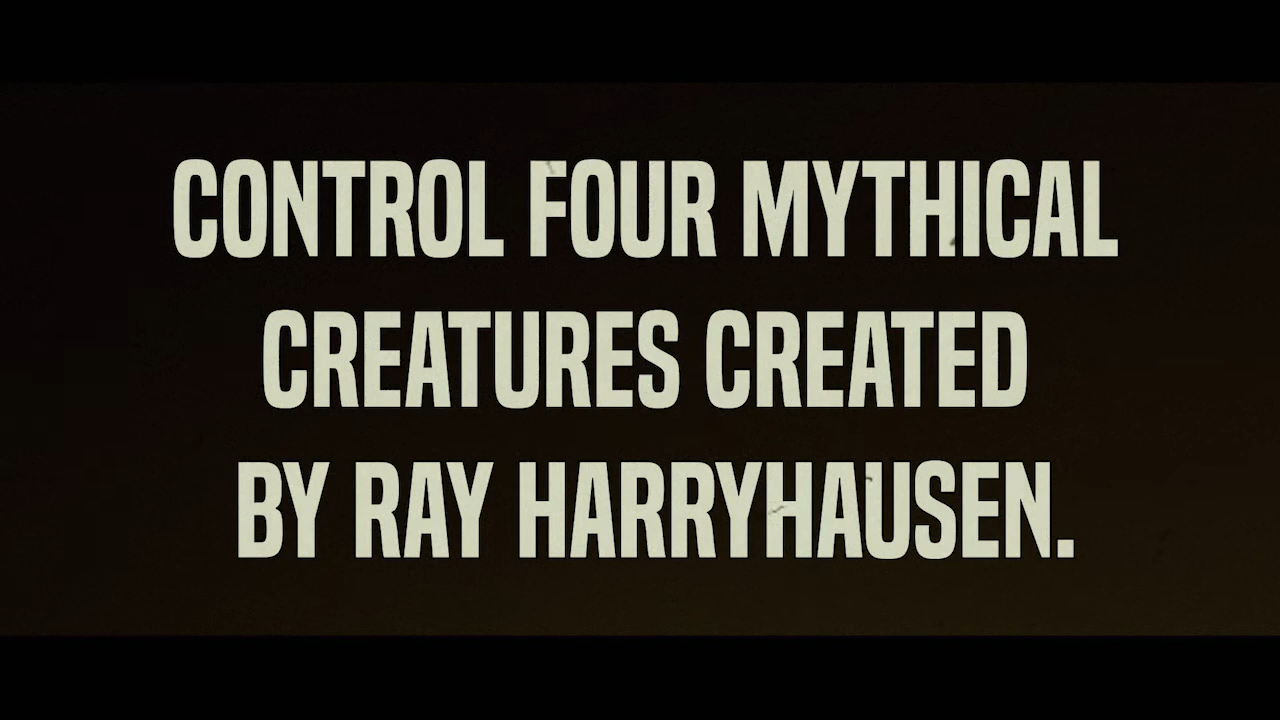 CONTROL FOUR MYTHICAL
CREATURES CREATED
BY RAY HARRYHAUSEN.